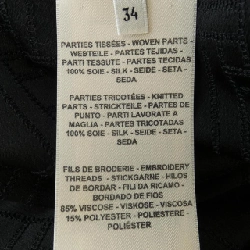 34
PARTIES TISSÉES - WOVEN PARTS
WESTEILE - PARTES TEJIDAS -
PARTI TESSUTE - PARTES TECIDAS
100% SOIE - SILK - SEIDE - SETA -
SEDA
PARTIES TRICOTÉES - KNITTED
PARTS - STRICKTEILE - PARTES DE
PUNTO - PARTI LAVORATE A
MAGLIA - PARTES TRICOTADAS
100% SOIE - SILK - SEIDE - SETA -
SEDA
FILS DE BRODERIE - EMBROIDERY
THREADS - STICKGARNE - HILOS
DE BORDAR - FILI DA RICAMO -
BORDADO DE FIOS
85% VISCOSE - VISKOSE - VISCOSA
15% POLYESTER - POLIESTERE -
POLIÉSTER